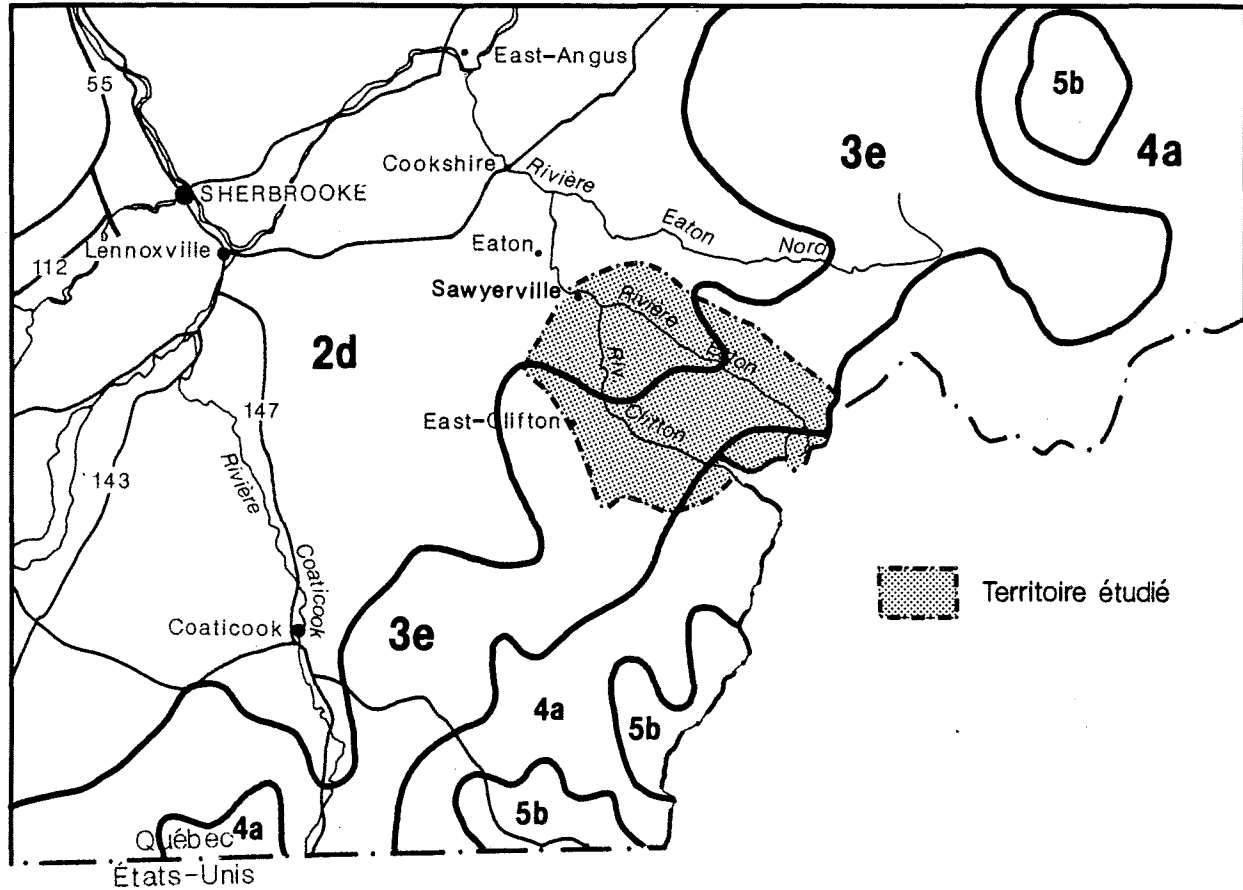 55
East-Angus
5b
3e
4a
Cookshire
Rivière
Eaton
Nord
SHERBROOKE
Lennoxville
Eaton
112
Sawyerville
Rivière
Eaton
2d
Riv.
Clifton
East-Clifton
147
143
Rivière
Coaticook
Territoire étudié
Coaticook
3e
4a
5b
5b
Québec
4a
États-Unis